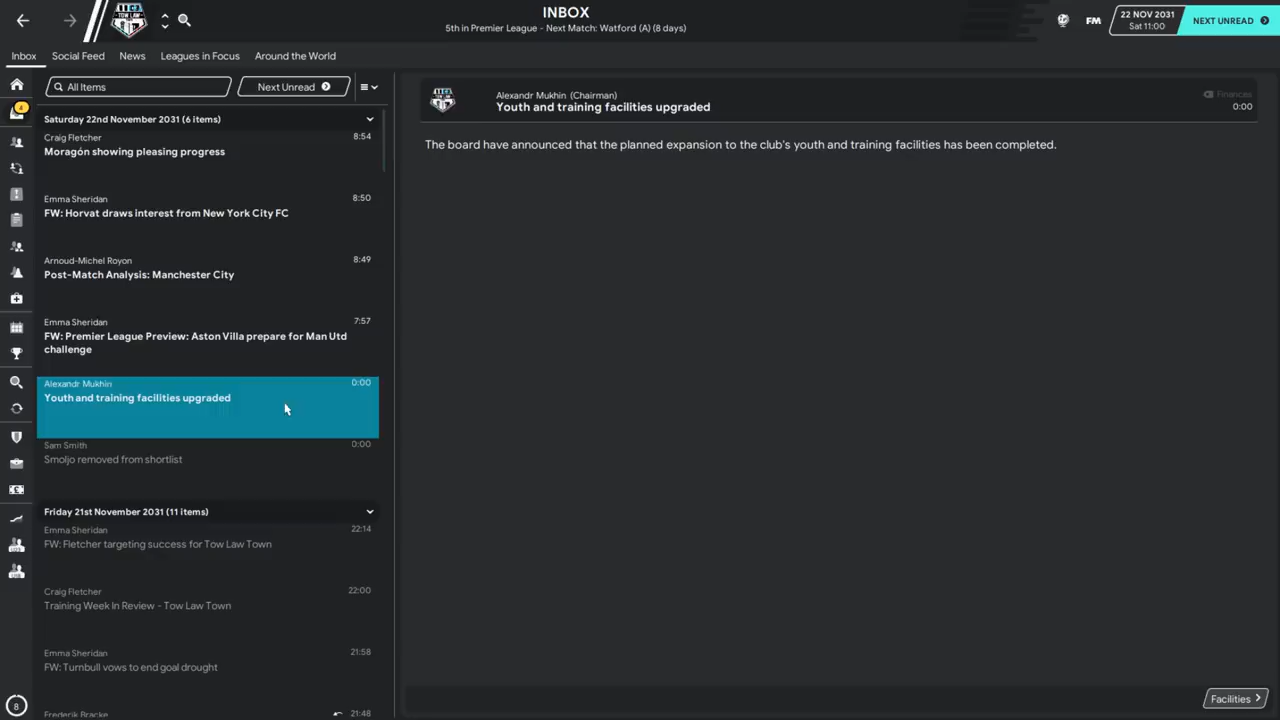 INBOX
5th in Premier League - Next Match: Watford (A) (8 days)
FM
22 NOV 2031
Sat 11:00
NEXT UNREAD
TOW LAW
Inbox
Social Feed
News
Leagues in Focus
Around the World
All Items
Next Unread
4
Saturday 22nd November 2031 (6 items)
Craig Fletcher
8:54
Moragón showing pleasing progress
Emma Sheridan
8:50
FW: Horvat draws interest from New York City FC
Arnoud-Michel Royon
8:49
Post-Match Analysis: Manchester City
Emma Sheridan
7:57
FW: Premier League Preview: Aston Villa prepare for Man Utd
challenge
Alexandr Mukhin
0:00
Youth and training facilities upgraded
Sam Smith
0:00
Smoljo removed from shortlist
Friday 21st November 2031 (11 items)
Emma Sheridan
22:14
FW: Fletcher targeting success for Tow Law Town
Craig Fletcher
22:00
Training Week In Review - Tow Law Town
Emma Sheridan
21:58
FW: Turnbull vows to end goal drought
Frederik Bracke
21:48
8
Alexandr Mukhin (Chairman)
Youth and training facilities upgraded
Finances
0:00
The board have announced that the planned expansion to the club's youth and training facilities has been completed.
Facilities